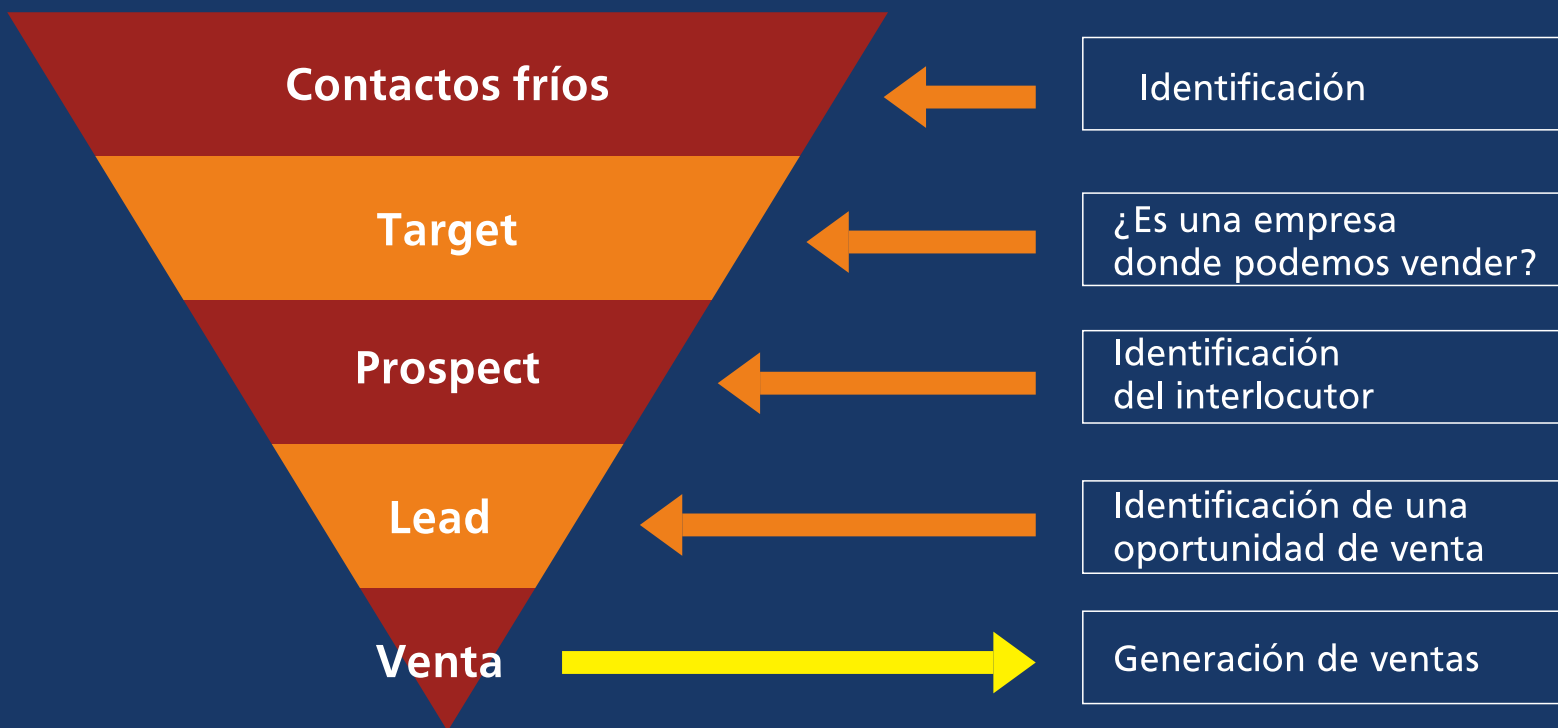 Contactos fríos
Identificación
Target
¿Es una empresa
donde podemos vender?
Prospect
Identificación
del interlocutor
Lead
Identificación de una
oportunidad de venta
Venta
Generación de ventas